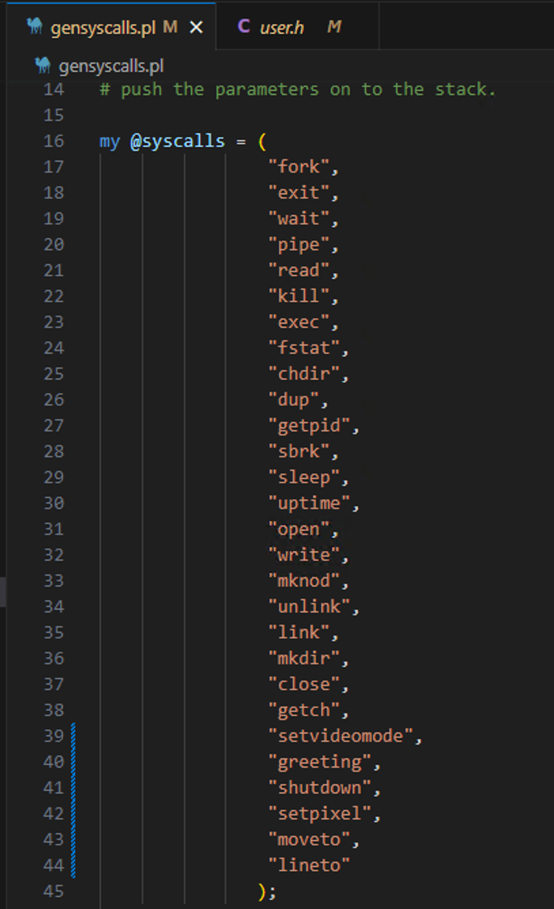 gensyscalls.pl M × C user.h M
gensyscalls.pl
14 # push the parameters on to the stack.
15
16 my @syscalls = (
17 "fork",
18 "exit",
19 "wait",
20 "pipe",
21 "read",
22 "kill",
23 "exec",
24 "fstat",
25 "chdir",
26 "dup",
27 "getpid",
28 "sbrk",
29 "sleep",
30 "uptime",
31 "open",
32 "write",
33 "mknod",
34 "unlink",
35 "link",
36 "mkdir",
37 "close",
38 "getch",
39 "setvideomode",
40 "greeting",
41 "shutdown",
42 "setpixel",
43 "moveto",
44 "lineto"
45 );